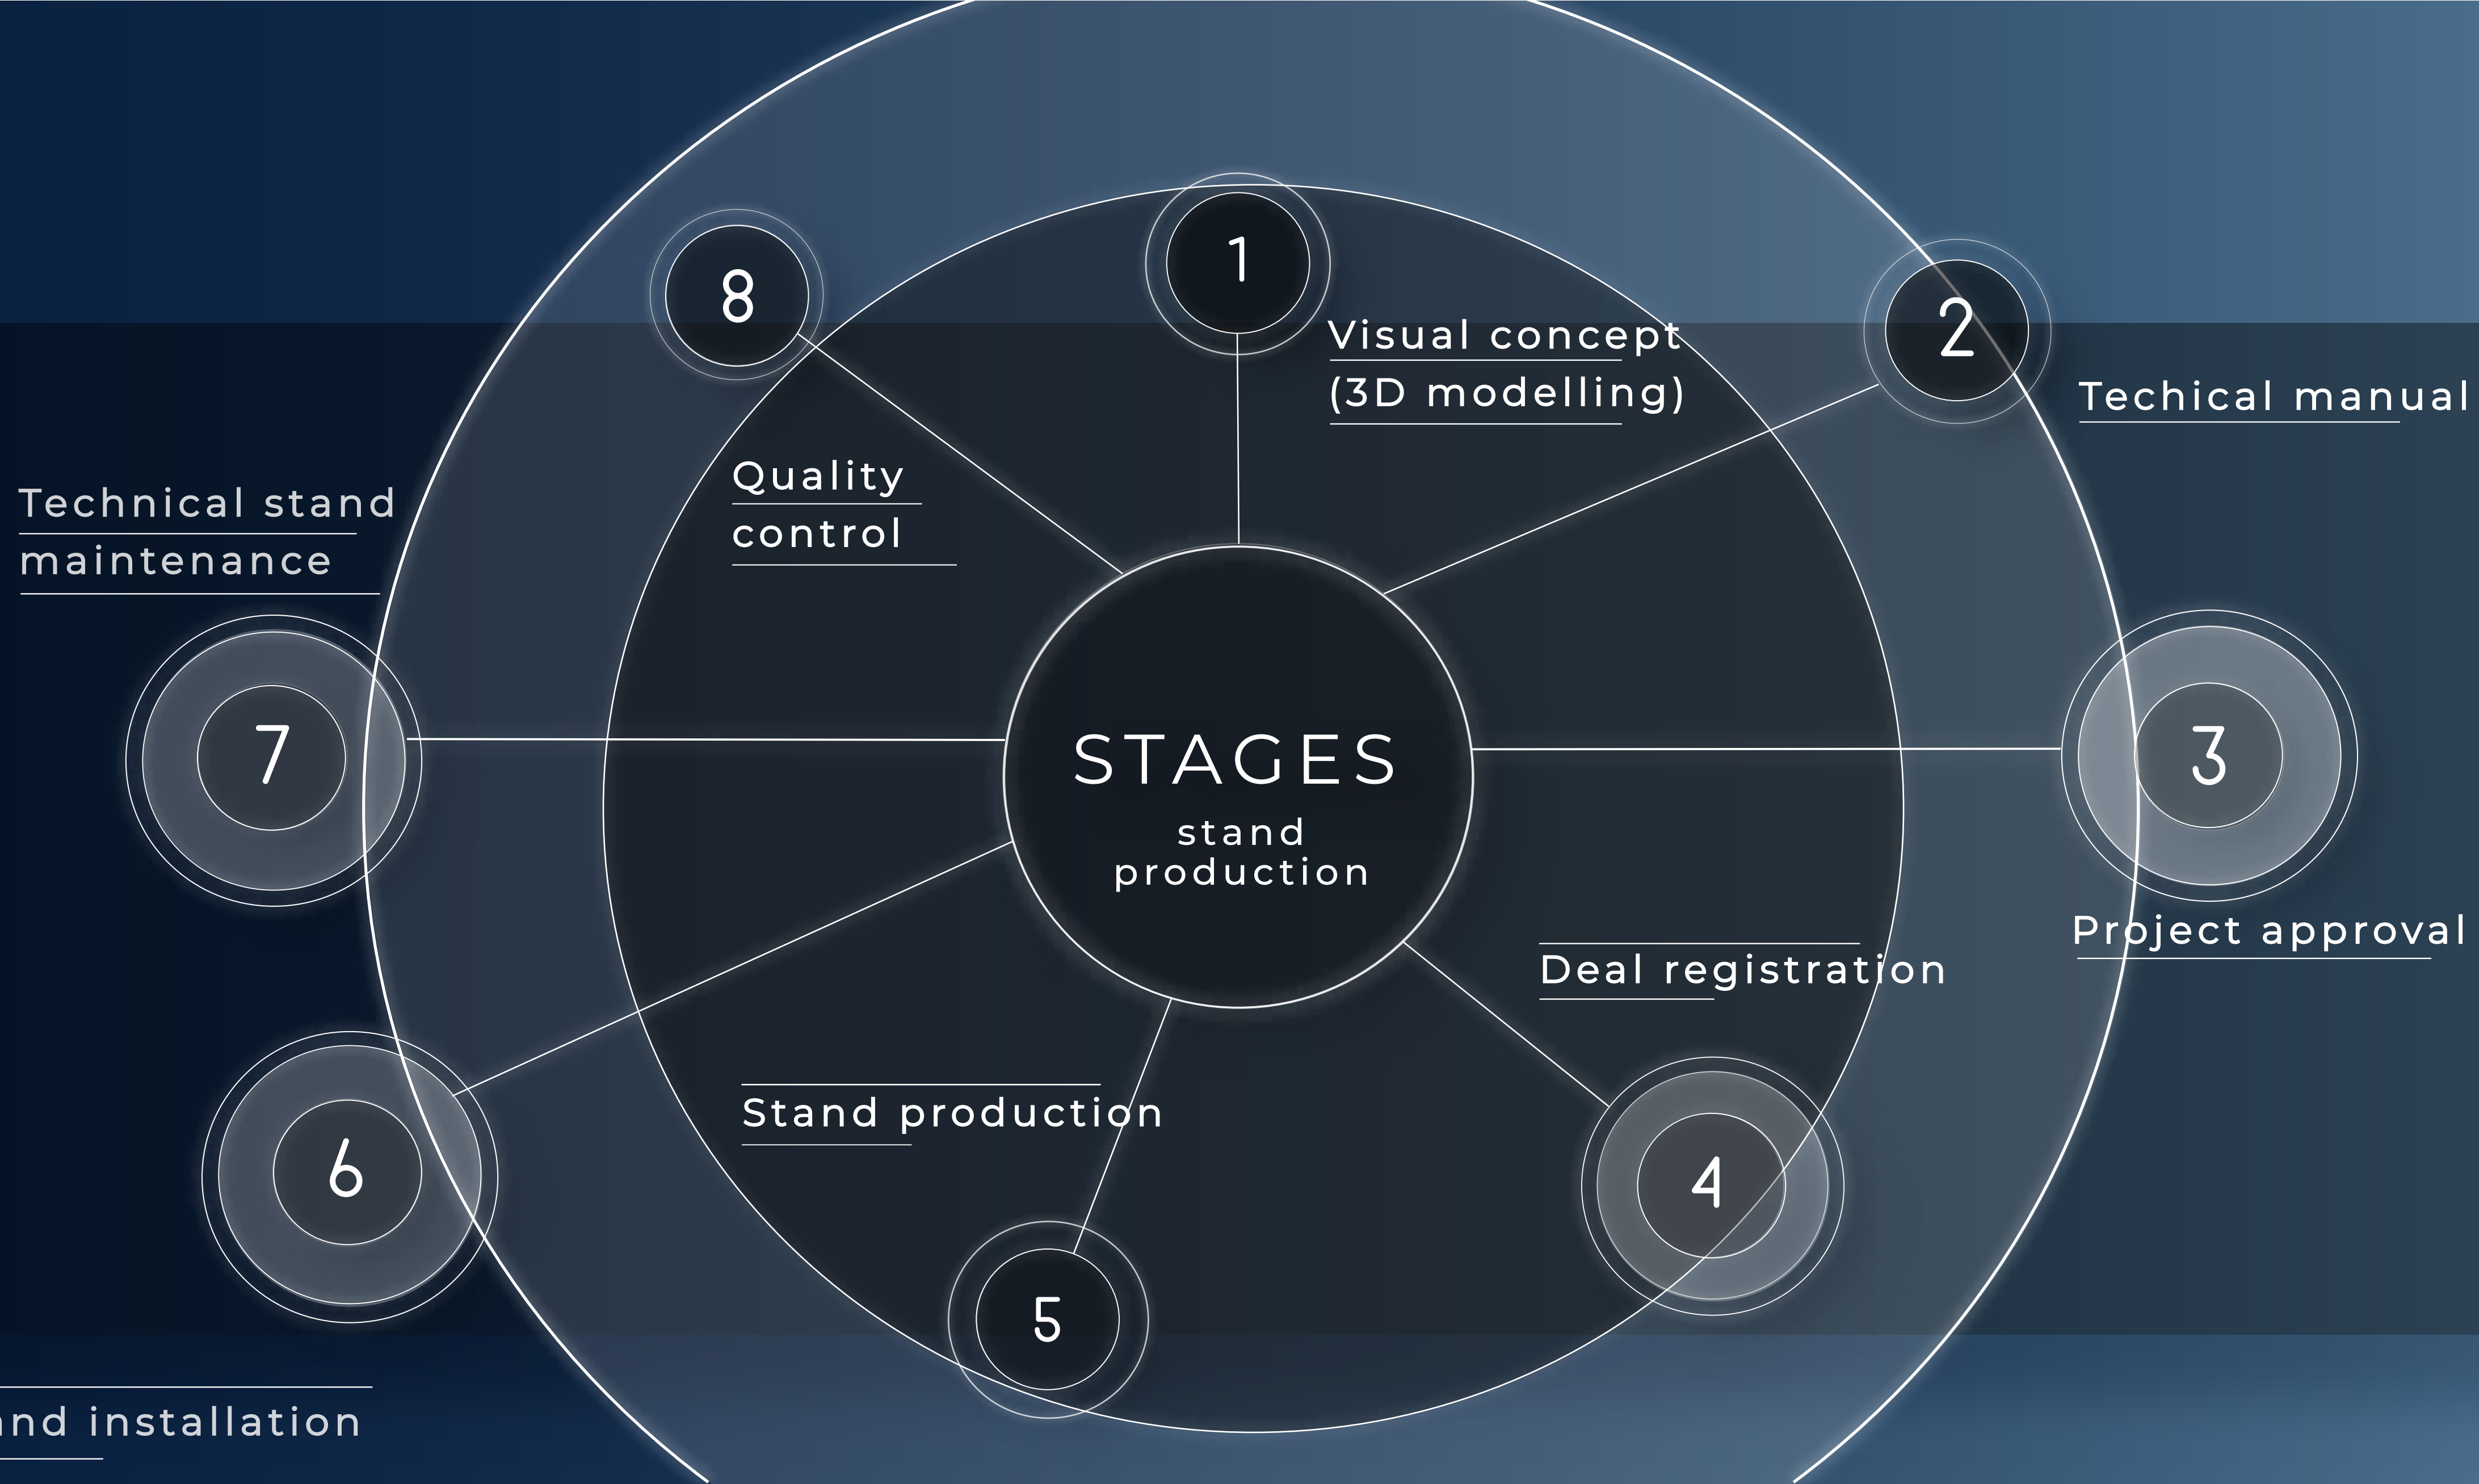 1
Visual concept
(3D modelling)
2
Techical manual
3
Project approval
4
Deal registration
5
Stand production
6
installation
7
Technical stand
maintenance
8
Quality
control
STAGES
stand
production